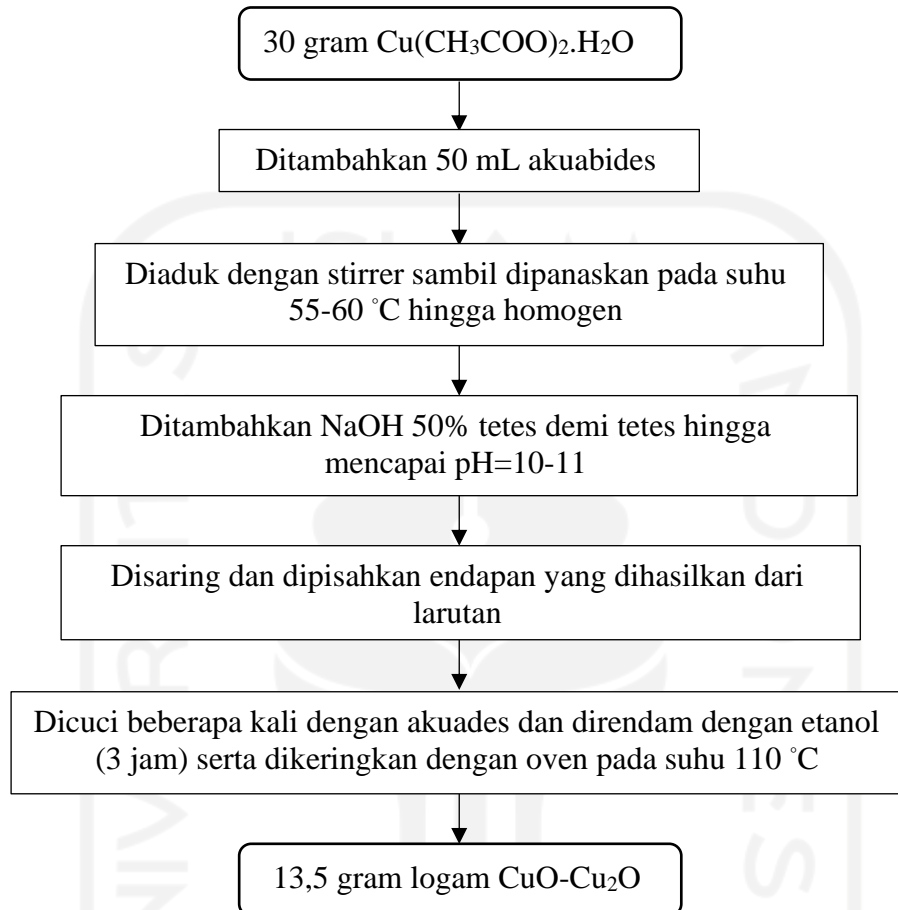 30 gram Cu(CH₃COO)₂.H₂O
Ditambahkan 50 mL akuabides
Diaduk dengan stirrer sambil dipanaskan pada suhu
55-60 °C hingga homogen
Ditambahkan NaOH 50% tetes demi tetes hingga
mencapai pH=10-11
Disaring dan dipisahkan endapan yang dihasilkan dari
larutan
Dicuci beberapa kali dengan akuades dan direndam dengan etanol
(3 jam) serta dikeringkan dengan oven pada suhu 110 °C
13,5 gram logam CuO-Cu₂O